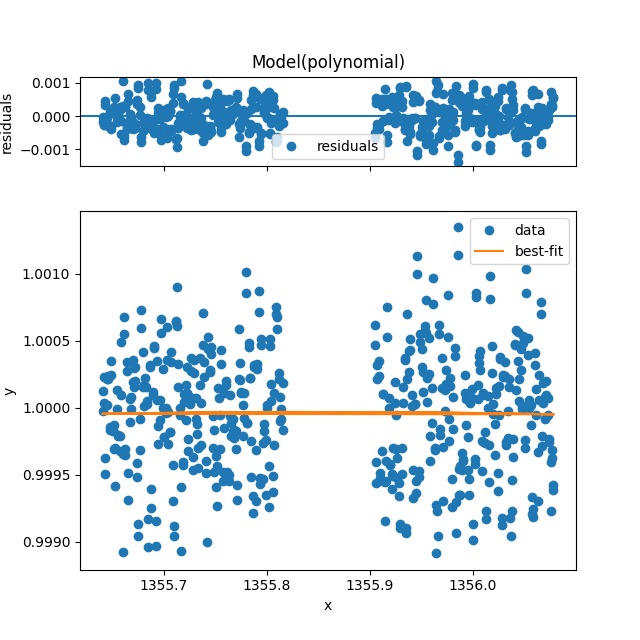 Model(polynomial)
0.001
0.000
−0.001
residuals
residuals
1.0010
1.0005
1.0000
0.9995
0.9990
y
data
best-fit
1355.7 1355.8 1355.9 1356.0
x